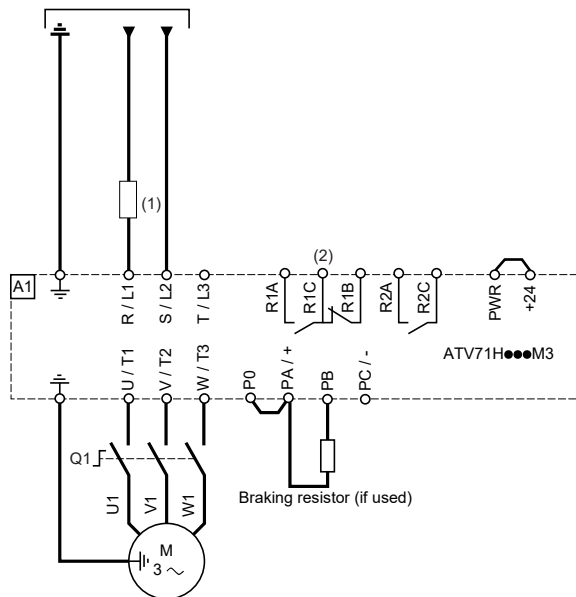 (1)
(2)
A1
R / L1
S / L2
T / L3
R1A
R1C
R1B
R2A
R2C
PWR
+24
ATV71H●●●M3
U / T1
V / T2
W / T3
P0
PA / +
PB
PC / -
Q1
U1
V1
W1
Braking resistor (if used)
M
3 ~